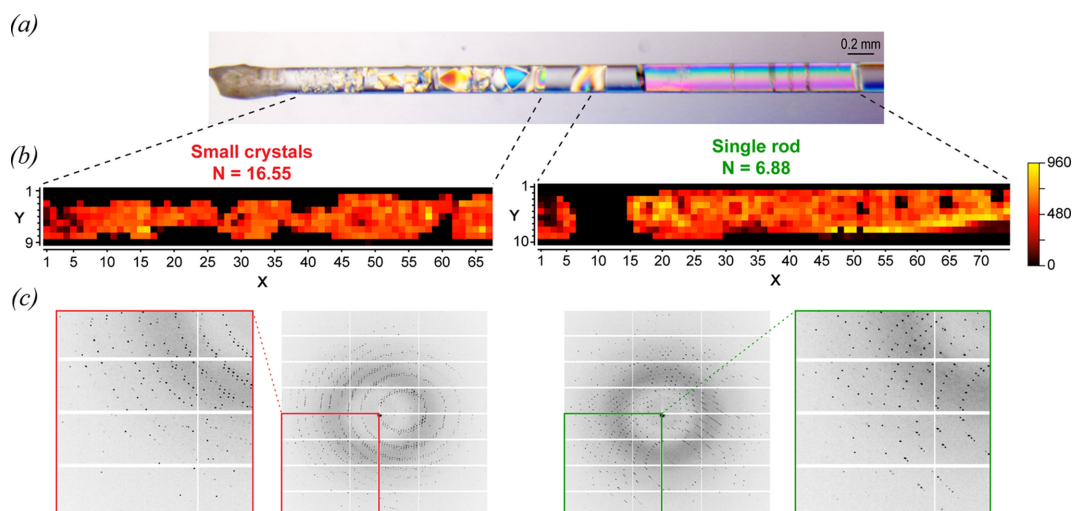 (a)
0.2 mm
(b)
Small crystals
N = 16.55
Single rod
N = 6.88
1
Y
9
1 5 10 15 20 25 30 35 40 45 50 55 60 65
X
1
Y
10
1 5 10 15 20 25 30 35 40 45 50 55 60 65 70
X
960
480
0
(c)